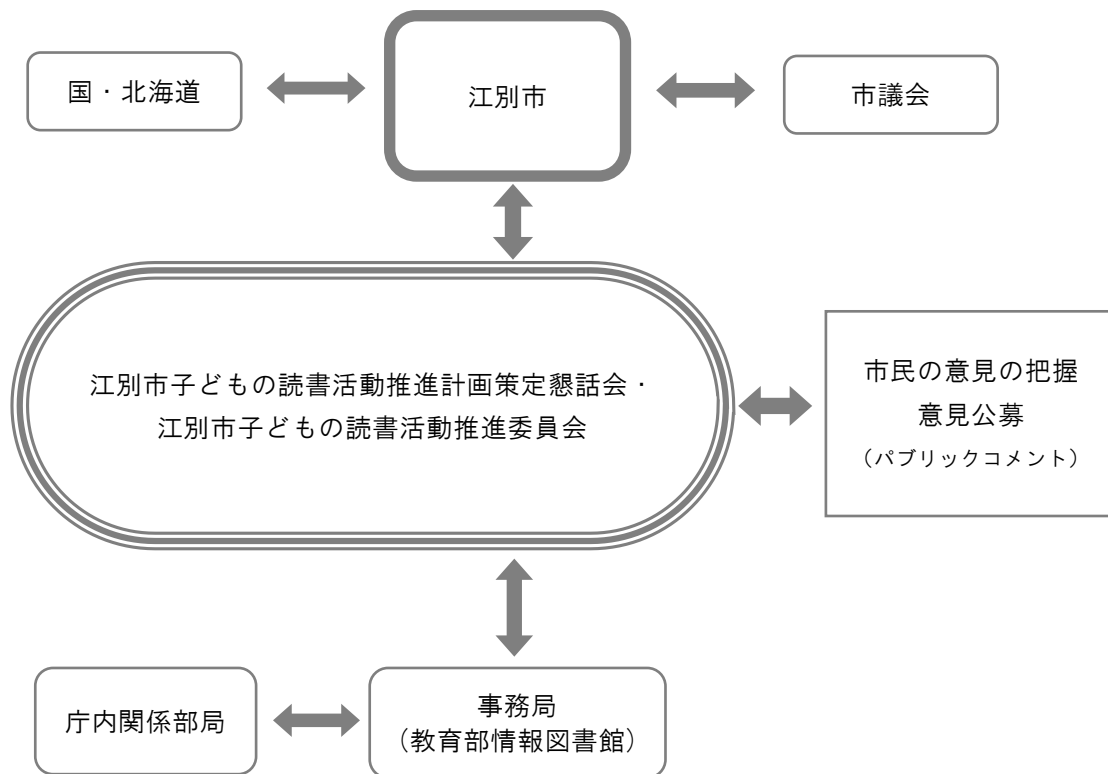 国・北海道
江別市
市議会
江別市子どもの読書活動推進計画策定懇話会・
江別市子どもの読書活動推進委員会
市民の意見の把握
意見公募
（パブリックコメント）
庁内関係部局
事務局
（教育部情報図書館）